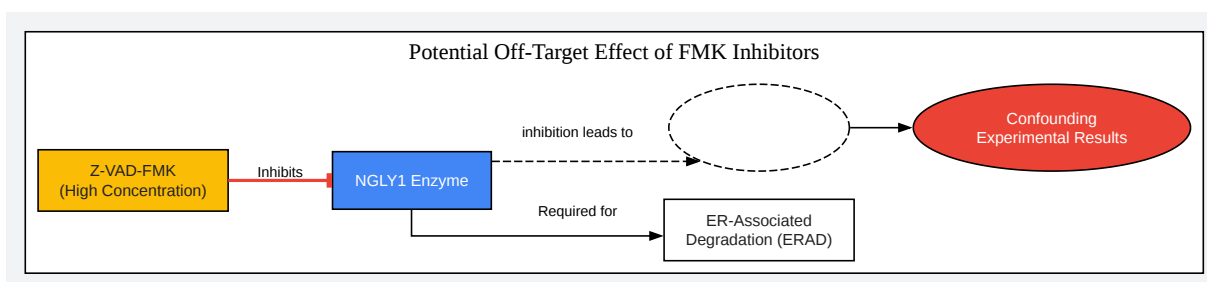 Potential Off-Target Effect of FMK Inhibitors
Z-VAD-FMK
(High Concentration)
Inhibits
NGLY1 Enzyme
inhibition leads to
Confounding
Experimental Results
Required for
ER-Associated
Degradation (ERAD)